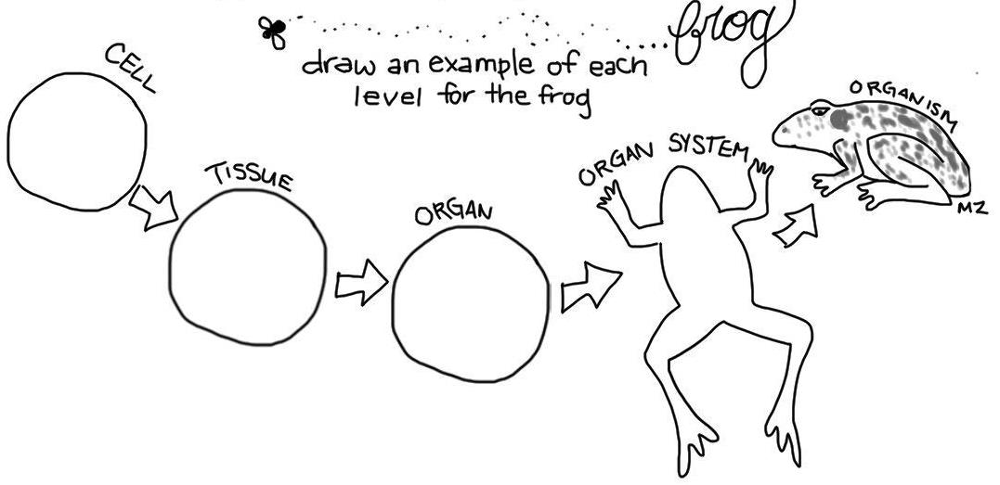 frog
draw an example of each
level for the frog
CELL
TISSUE
ORGAN
ORGAN SYSTEM
ORGANISM
MZ